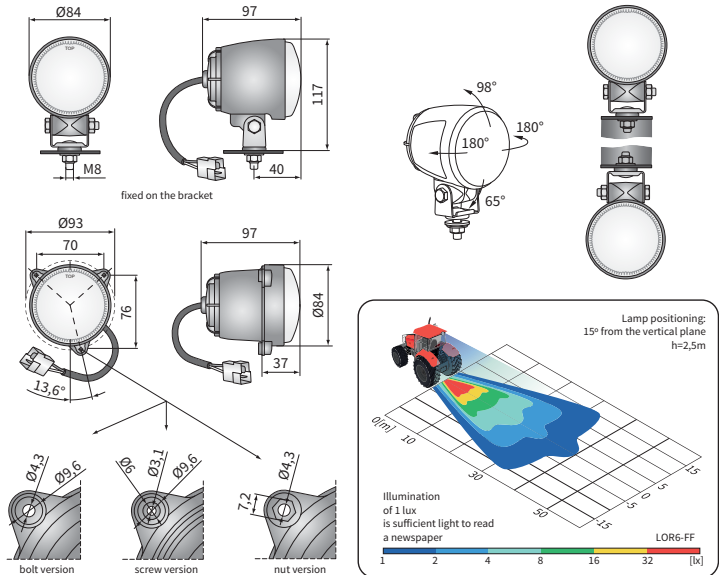 Ø84
TOP
M8
97
117
40
fixed on the bracket
98°
180°
180°
65°
Ø93
70
TOP
76
13,6°
97
Ø84
37
Ø4,3
Ø9,6
bolt version
Ø6
Ø3,1
Ø9,6
screw version
Ø4,3
7,2
nut version
Lamp positioning:
15º from the vertical plane
h=2,5m
0[m]
10
30
50
15
5
0
-5
-15
Illumination
of 1 lux
is sufficient light to read
a newspaper
LOR6-FF
1 2 4 8 16 32 [lx]